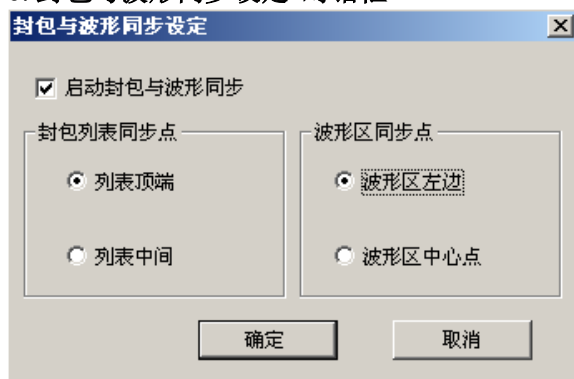 封包与波形同步设定
启动封包与波形同步
封包列表同步点
波形区同步点
列表顶端
波形区左边
列表中间
波形区中心点
确定
取消